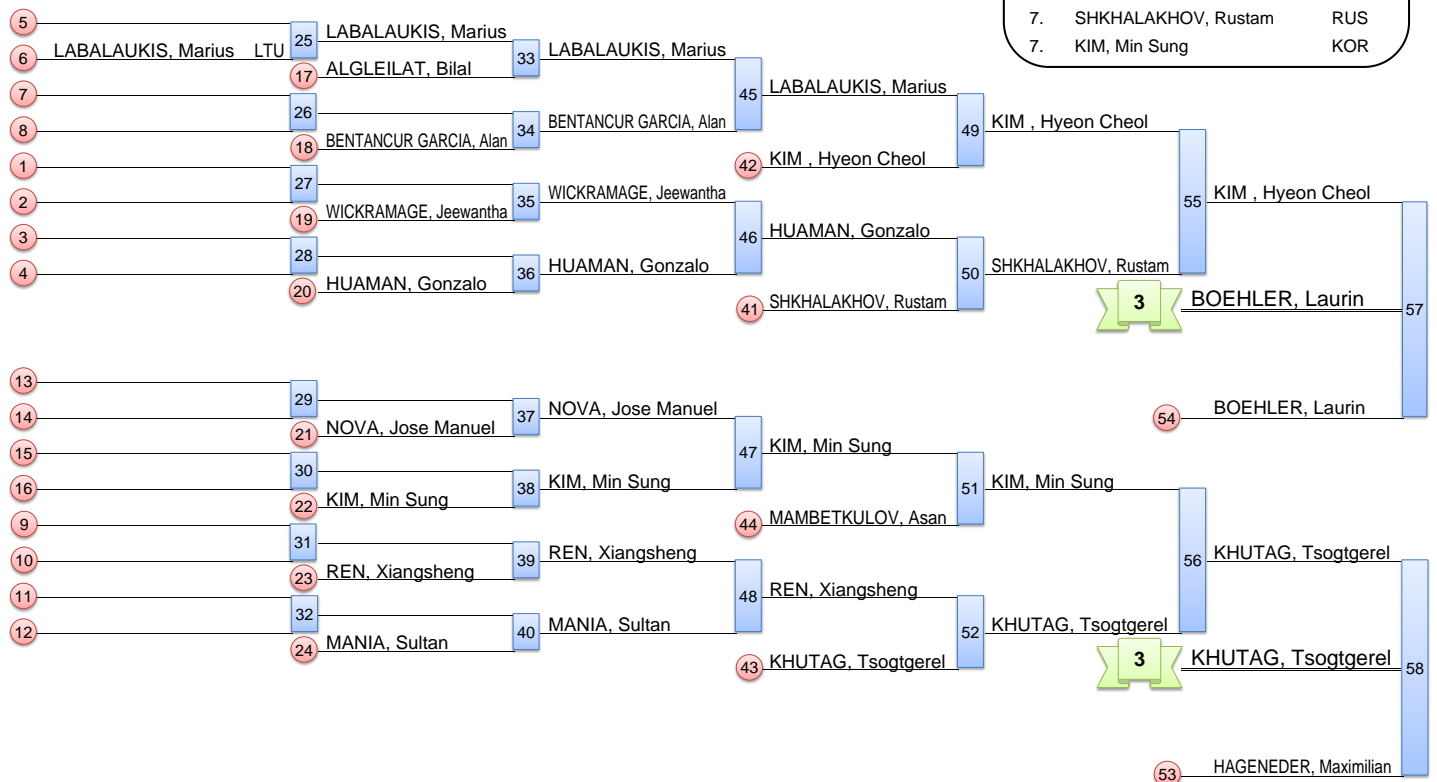 7. SHKHALAKHOV, Rustam RUS
7. KIM, Min Sung KOR
5
LABALAUKIS, Marius
25
6 LABALAUKIS, Marius LTU
LABALAUKIS, Marius
33
17 ALGLEILAT, Bilal
7
LABALAUKIS, Marius
45
26
8
BENTANCUR GARCIA, Alan
34
KIM , Hyeon Cheol
49
18 BENTANCUR GARCIA, Alan
1
42 KIM , Hyeon Cheol
27
2
WICKRAMAGE, Jeewantha
35
KIM , Hyeon Cheol
55
19 WICKRAMAGE, Jeewantha
3
HUAMAN, Gonzalo
46
28
4
HUAMAN, Gonzalo
36
SHKHALAKHOV, Rustam
50
20 HUAMAN, Gonzalo
3 BOEHLER, Laurin
57
41 SHKHALAKHOV, Rustam
13
29
14
NOVA, Jose Manuel
37
54 BOEHLER, Laurin
21 NOVA, Jose Manuel
15
KIM, Min Sung
47
30
16
KIM, Min Sung
38
KIM, Min Sung
51
22 KIM, Min Sung
9
44 MAMBETKULOV, Asan
31
10
REN, Xiangsheng
39
KHUTAG, Tsogtgerel
56
23 REN, Xiangsheng
11
REN, Xiangsheng
48
32
12
MANIA, Sultan
40
KHUTAG, Tsogtgerel
52
24 MANIA, Sultan
3 KHUTAG, Tsogtgerel
58
43 KHUTAG, Tsogtgerel
53 HAGENEDER, Maximilian